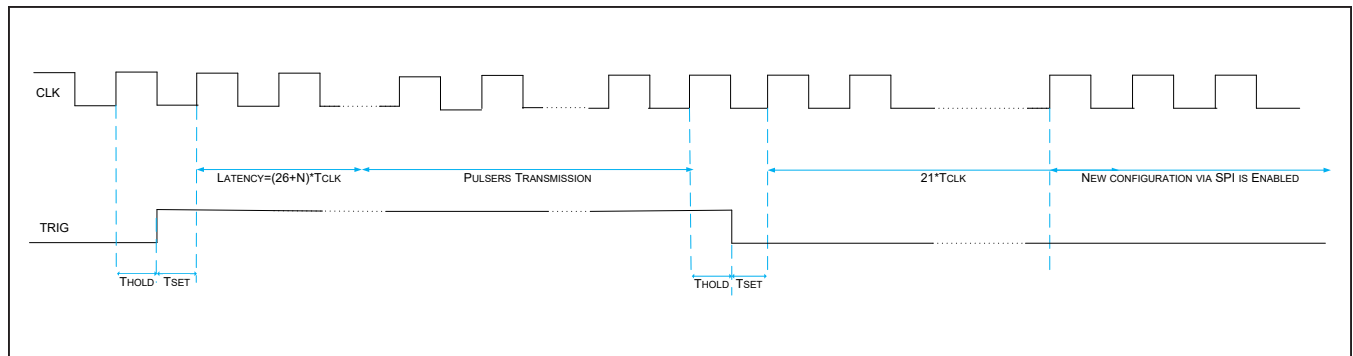 CLK
LATENCY=(26+N)*TCLK
PULSERS TRANSMISSION
21*TCLK
NEW CONFIGURATION VIA SPI IS ENABLED
TRIG
THOLD
TSET
THOLD
TSET